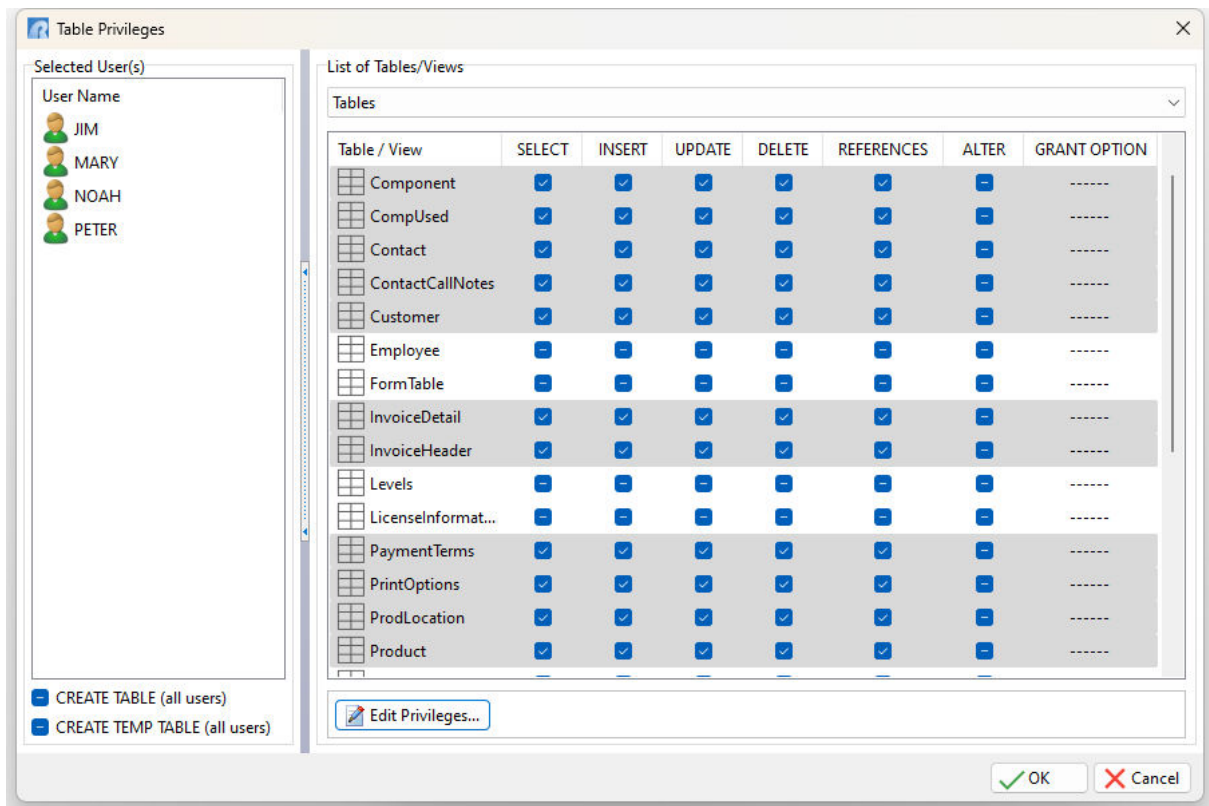 Table Privileges
Selected User(s)
User Name
JIM
MARY
NOAH
PETER
CREATE TABLE (all users)
CREATE TEMP TABLE (all users)
List of Tables/Views
Tables
Table / View SELECT INSERT UPDATE DELETE REFERENCES ALTER GRANT OPTION
Component ------
CompUsed ------
Contact ------
ContactCallNotes ------
Customer ------
Employee ------
FormTable ------
InvoiceDetail ------
InvoiceHeader ------
Levels ------
LicenseInformat... ------
PaymentTerms ------
PrintOptions ------
ProdLocation ------
Product ------
Edit Privileges...
OK Cancel